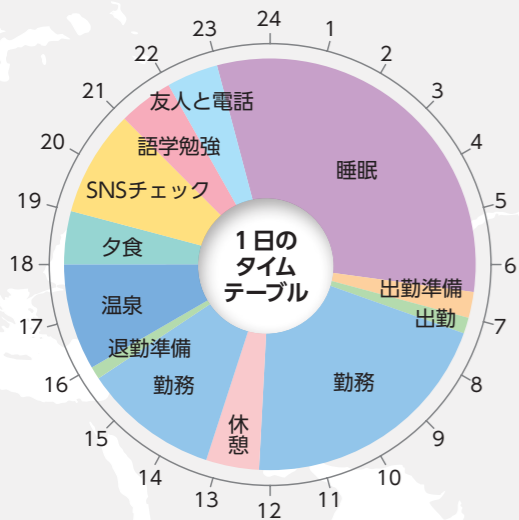 24
1
2
3
4
5
6
7
8
9
10
11
12
13
14
15
16
17
18
19
20
21
22
23
睡眠
出勤準備
出勤
勤務
休憩
勤務
退勤準備
温泉
夕食
SNSチェック
語学勉強
友人と電話
1日の
タイム
テーブル